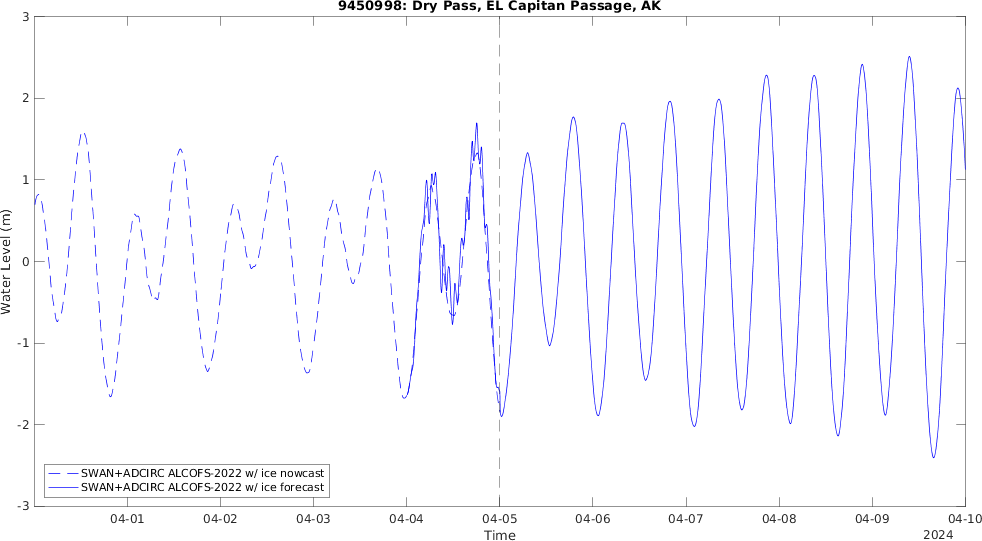 9450998: Dry Pass, EL Capitan Passage, AK
3
2
1
0
-1
-2
-3
Water Level (m)
SWAN+ADCIRC ALCOFS-2022 w/ ice nowcast
SWAN+ADCIRC ALCOFS-2022 w/ ice forecast
04-01 04-02 04-03 04-04 04-05 04-06 04-07 04-08 04-09 04-10
Time
2024